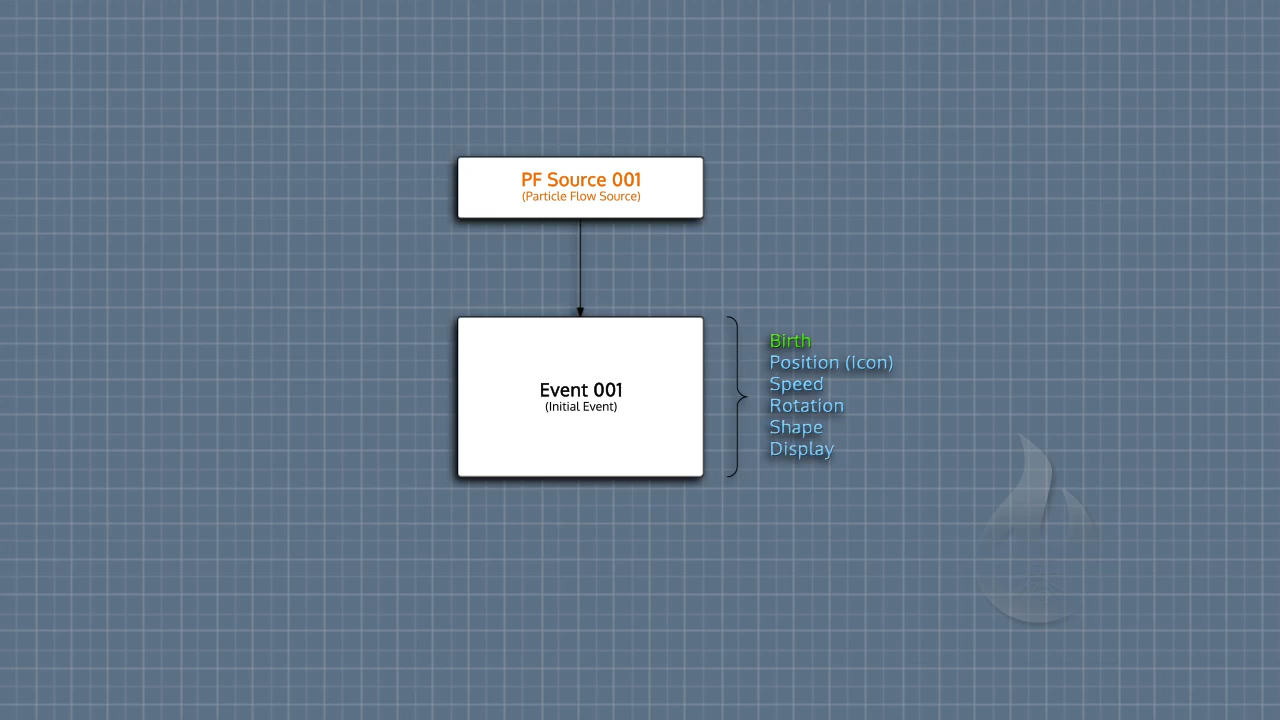 PF Source 001
(Particle Flow Source)
Event 001
(Initial Event)
Birth
Position (Icon)
Speed
Rotation
Shape
Display